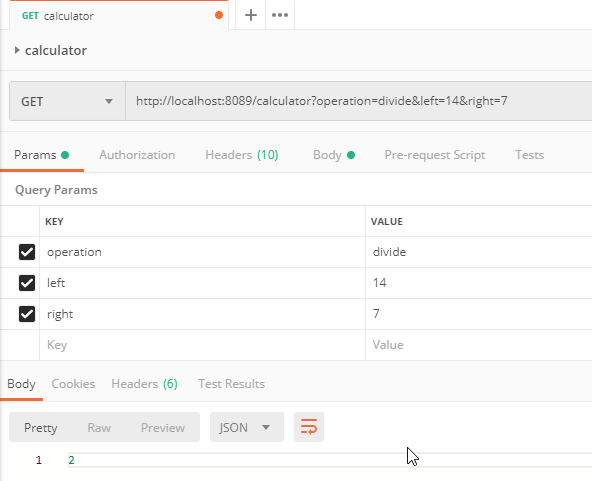 GET calculator
calculator
GET http://localhost:8089/calculator?operation=divide&left=14&right=7
Params Authorization Headers (10) Body Pre-request Script Tests
Query Params
KEY VALUE
operation divide
left 14
right 7
Key Value
Body Cookies Headers (6) Test Results
Pretty Raw Preview JSON
1 2